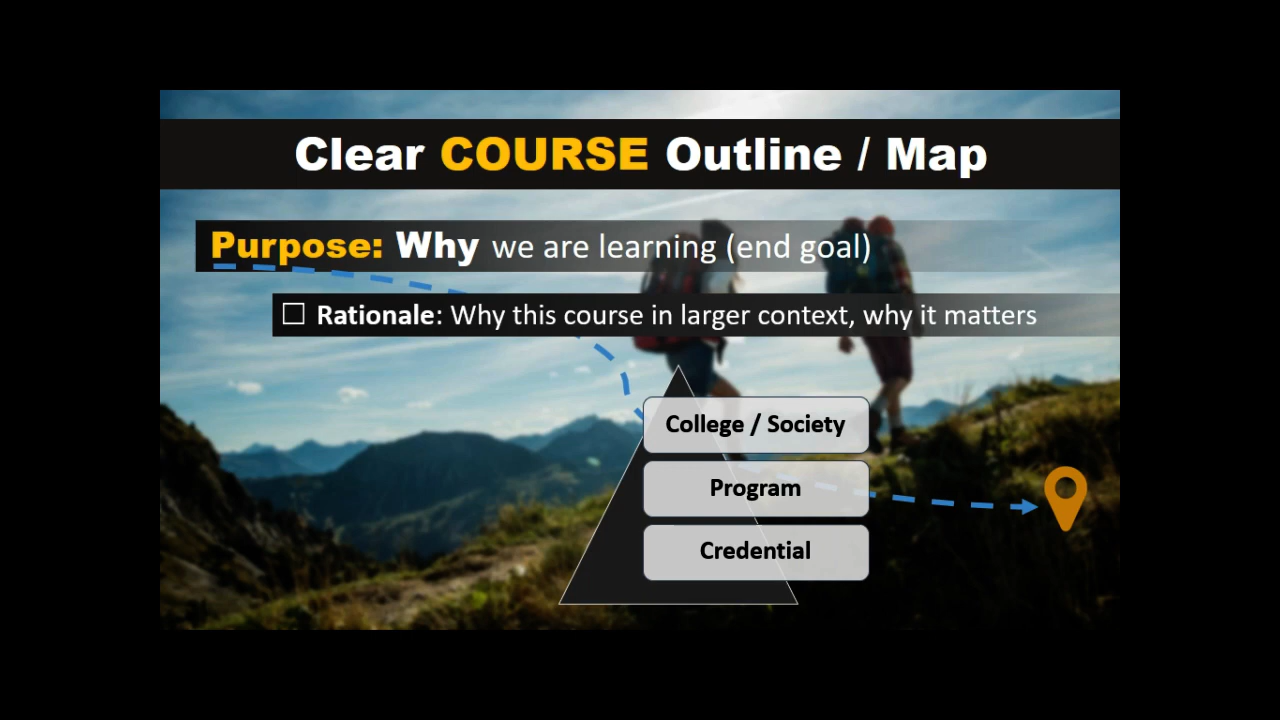 Clear COURSE Outline / Map
Purpose: Why we are learning (end goal)
☐ Rationale: Why this course in larger context, why it matters
College / Society
Program
Credential